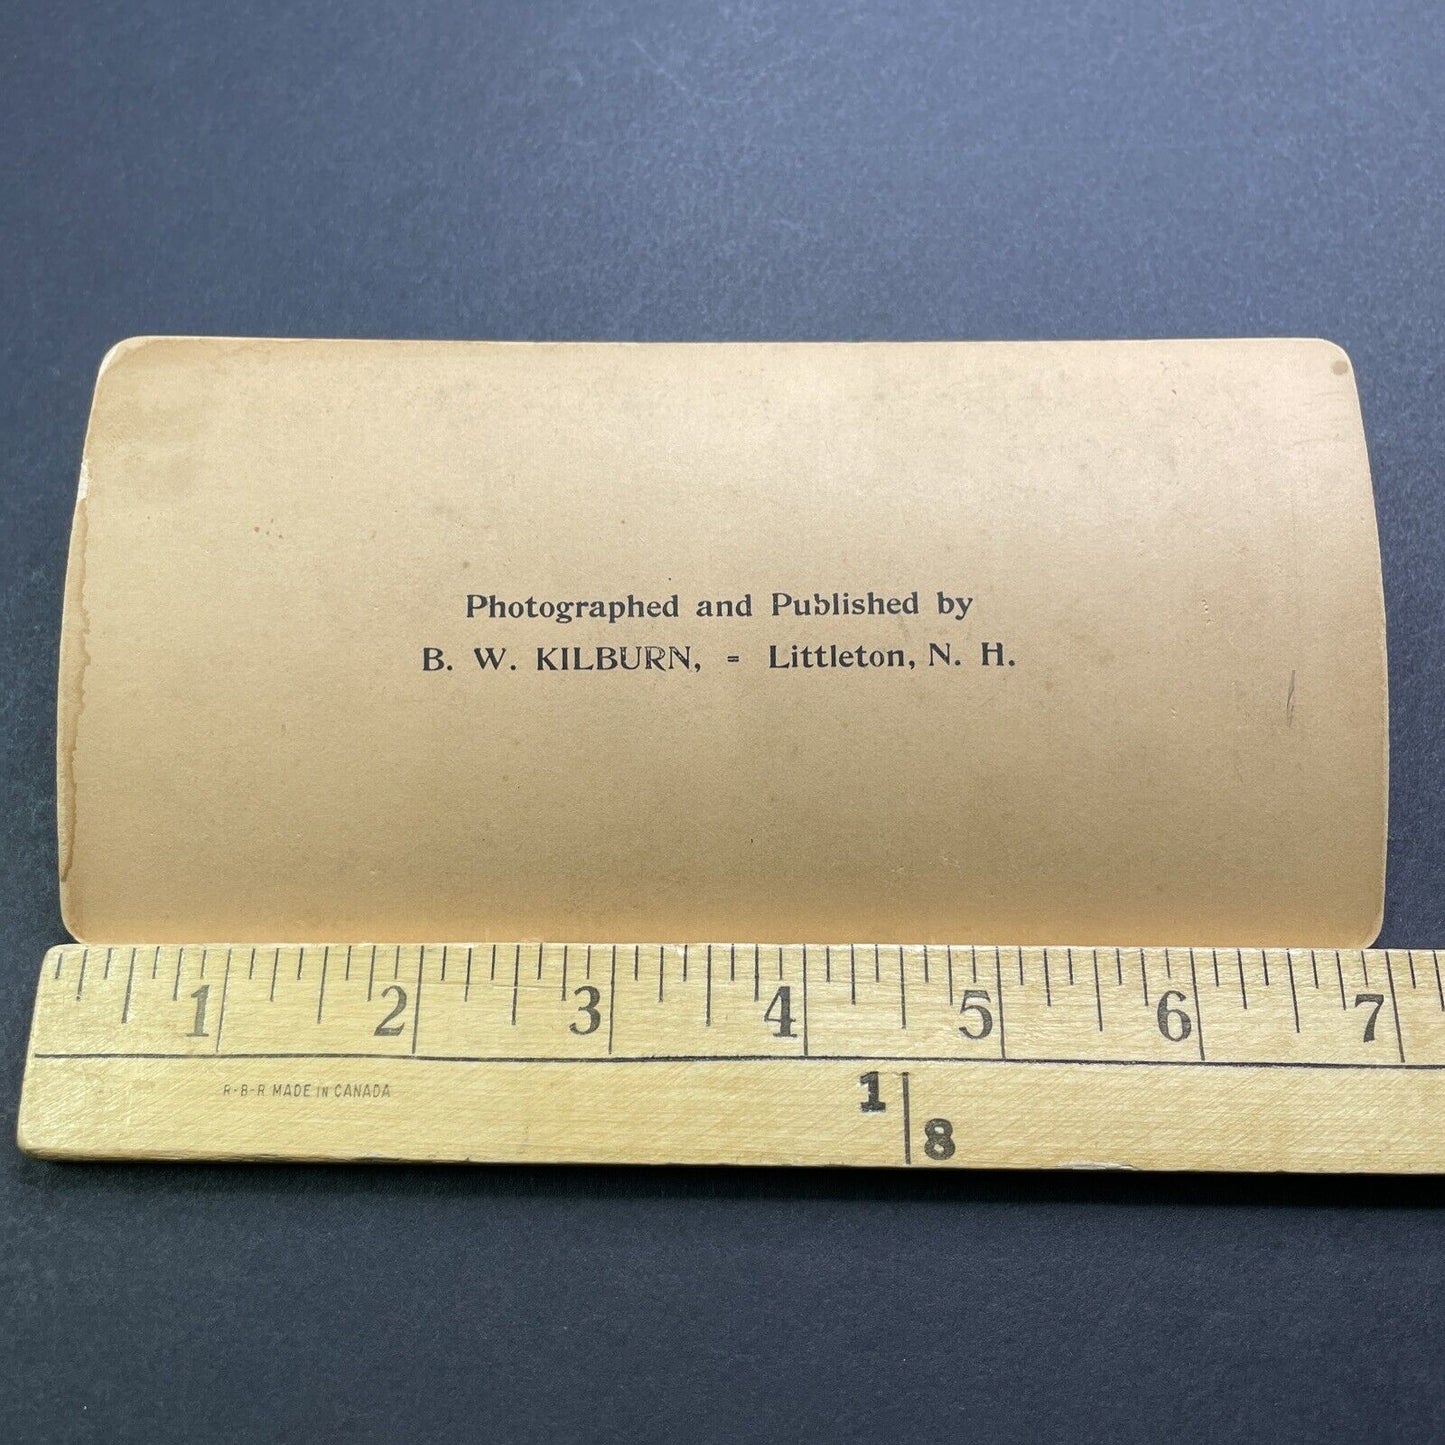 Photographed and Published by
B. W. KILBURN, = Littleton, N. H.
1 2 3 4 5 6 7
R-B-R MADE IN CANADA
1
8